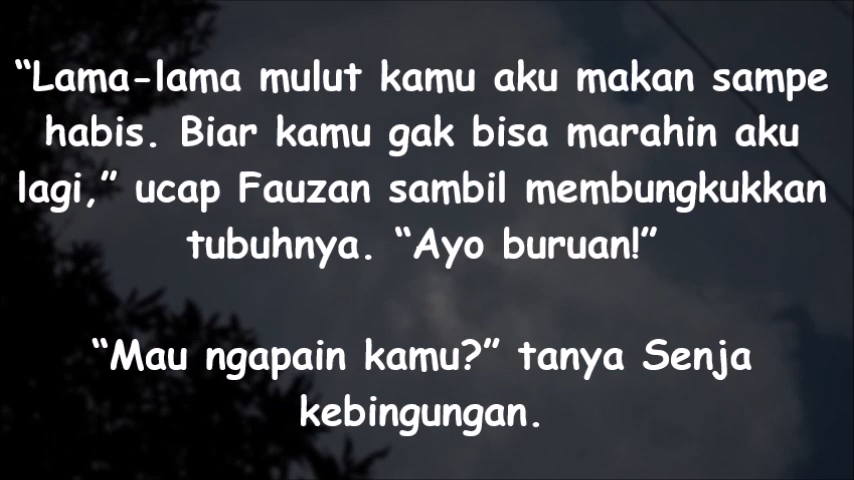 “Lama-lama mulut kamu aku makan sampe
habis. Biar kamu gak bisa marahin aku
lagi,” ucap Fauzan sambil membungkukkan
tubuhnya. “Ayo buruan!”
“Mau ngapain kamu?” tanya Senja
kebingungan.